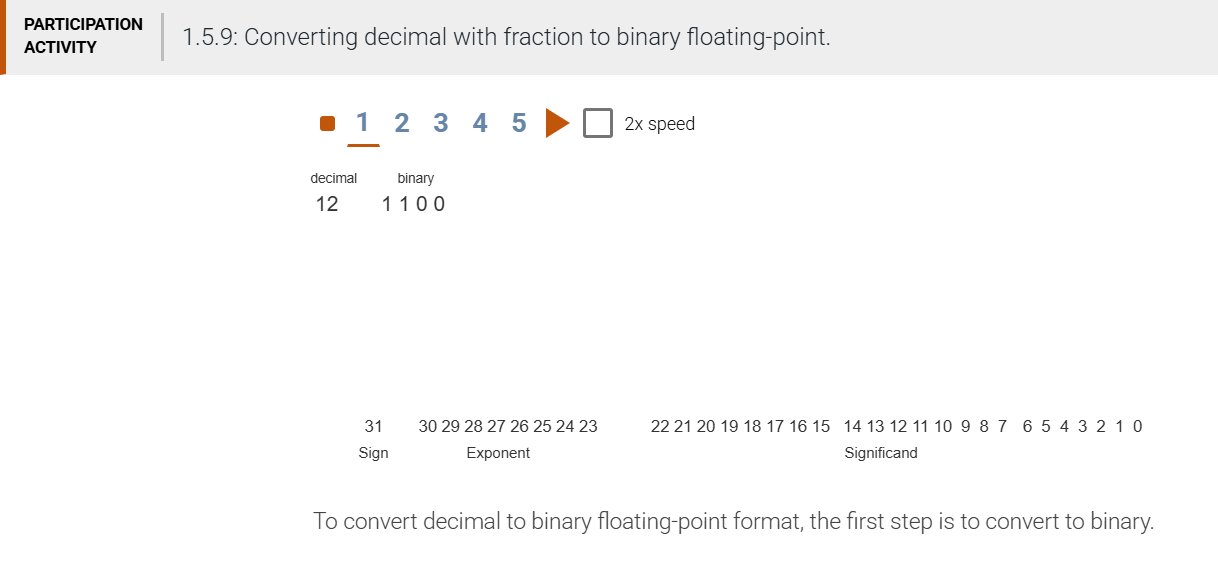 PARTICIPATION
ACTIVITY
1.5.9: Converting decimal with fraction to binary floating-point.
1 2 3 4 5 2x speed
decimal binary
12 1 1 0 0
31 30 29 28 27 26 25 24 23 22 21 20 19 18 17 16 15 14 13 12 11 10 9 8 7 6 5 4 3 2 1 0
Sign Exponent Significand
To convert decimal to binary floating-point format, the first step is to convert to binary.